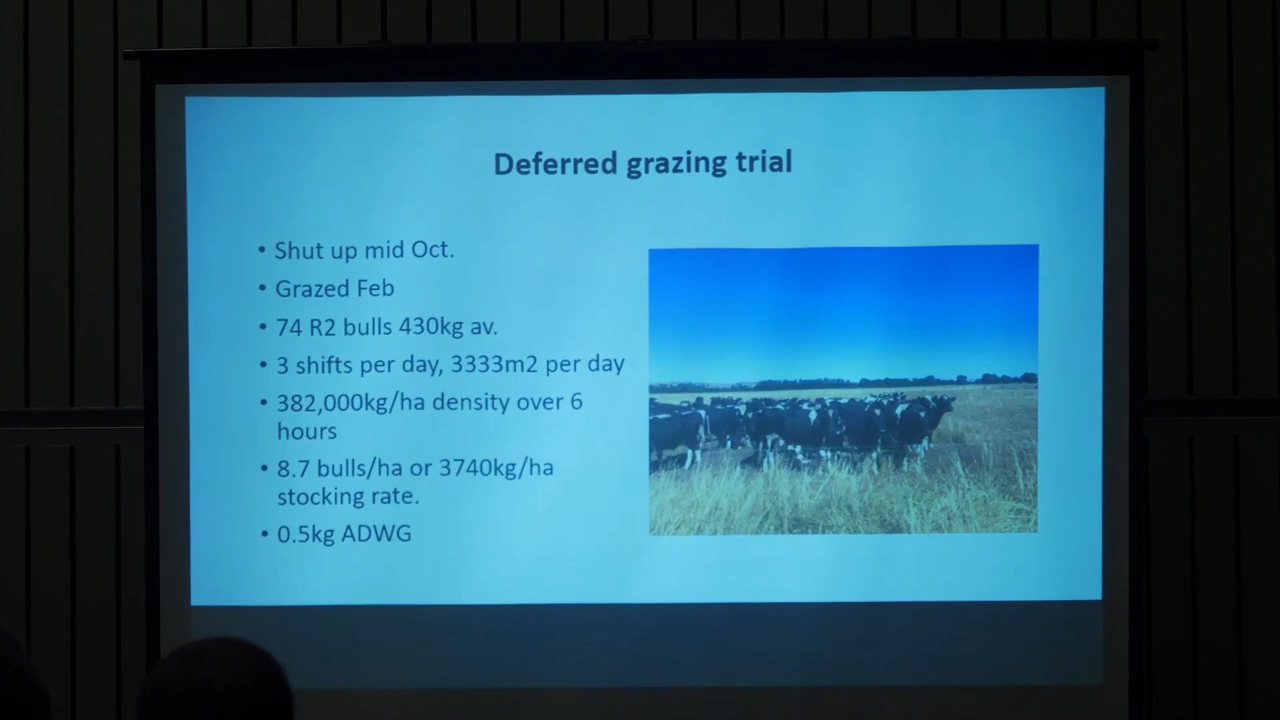 Deferred grazing trial
• Shut up mid Oct.
• Grazed Feb
• 74 R2 bulls 430kg av.
• 3 shifts per day, 3333m2 per day
• 382,000kg/ha density over 6
hours
• 8.7 bulls/ha or 3740kg/ha
stocking rate.
• 0.5kg ADWG